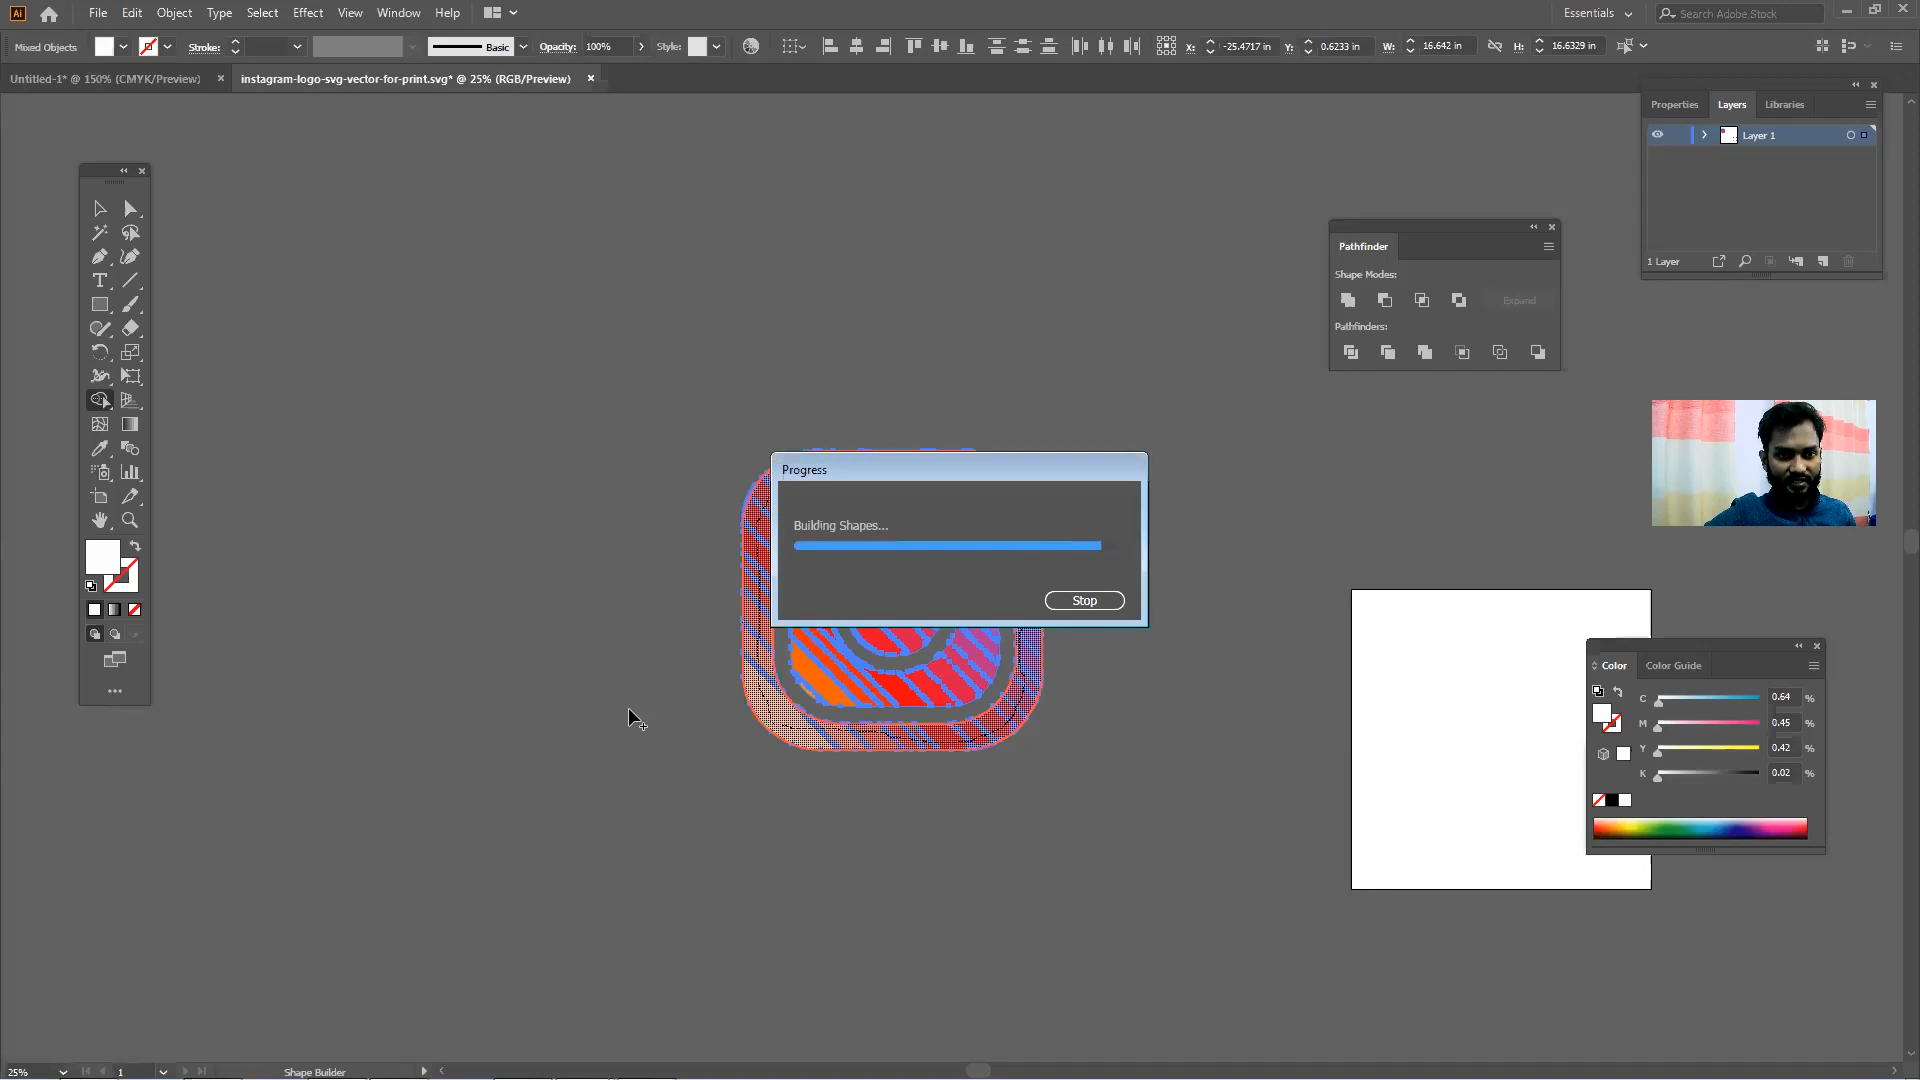 Ai File Edit Object Type Select Effect View Window Help Essentials Search Adobe Stock
Mixed Objects Stroke: Basic Opacity: 100% Style: X: -25.4717 in Y: 0.6233 in W: 16.642 in H: 16.6329 in
Untitled-1* @ 150% (CMYK/Preview) × instagram-logo-svg-vector-for-print.svg* @ 25% (RGB/Preview) ×
Properties Layers Libraries
Layer 1
1 Layer
Pathfinder
Shape Modes:
Expand
Pathfinders:
Progress
Building Shapes...
Stop
Color Color Guide
C 0.64 %
M 0.45 %
Y 0.42 %
K 0.02 %
25% 1 Shape Builder